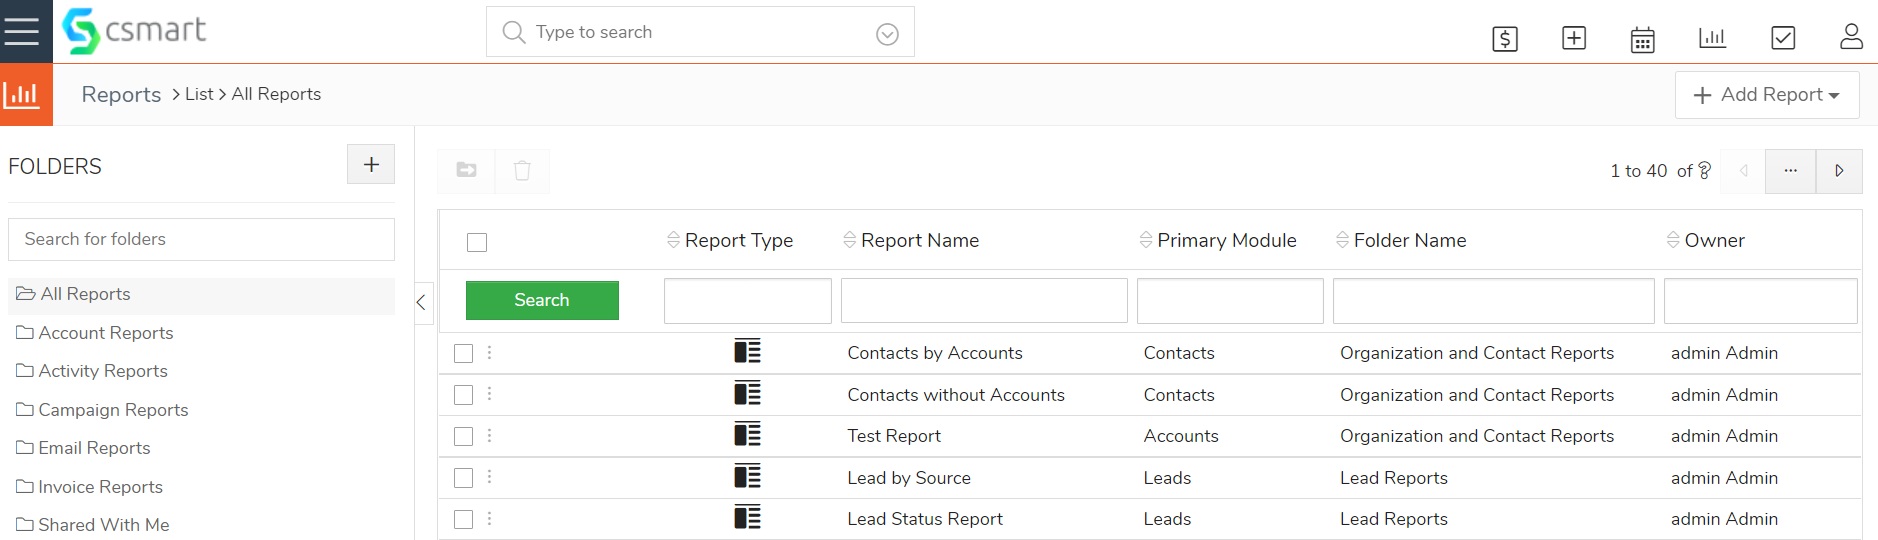 csmart
Type to search
Reports > List > All Reports
+ Add Report
FOLDERS
+
Search for folders
All Reports
Account Reports
Activity Reports
Campaign Reports
Email Reports
Invoice Reports
Shared With Me
1 to 40 of ?
...
Report Type Report Name Primary Module Folder Name Owner
Search
Contacts by Accounts Contacts Organization and Contact Reports admin Admin
Contacts without Accounts Contacts Organization and Contact Reports admin Admin
Test Report Accounts Organization and Contact Reports admin Admin
Lead by Source Leads Lead Reports admin Admin
Lead Status Report Leads Lead Reports admin Admin